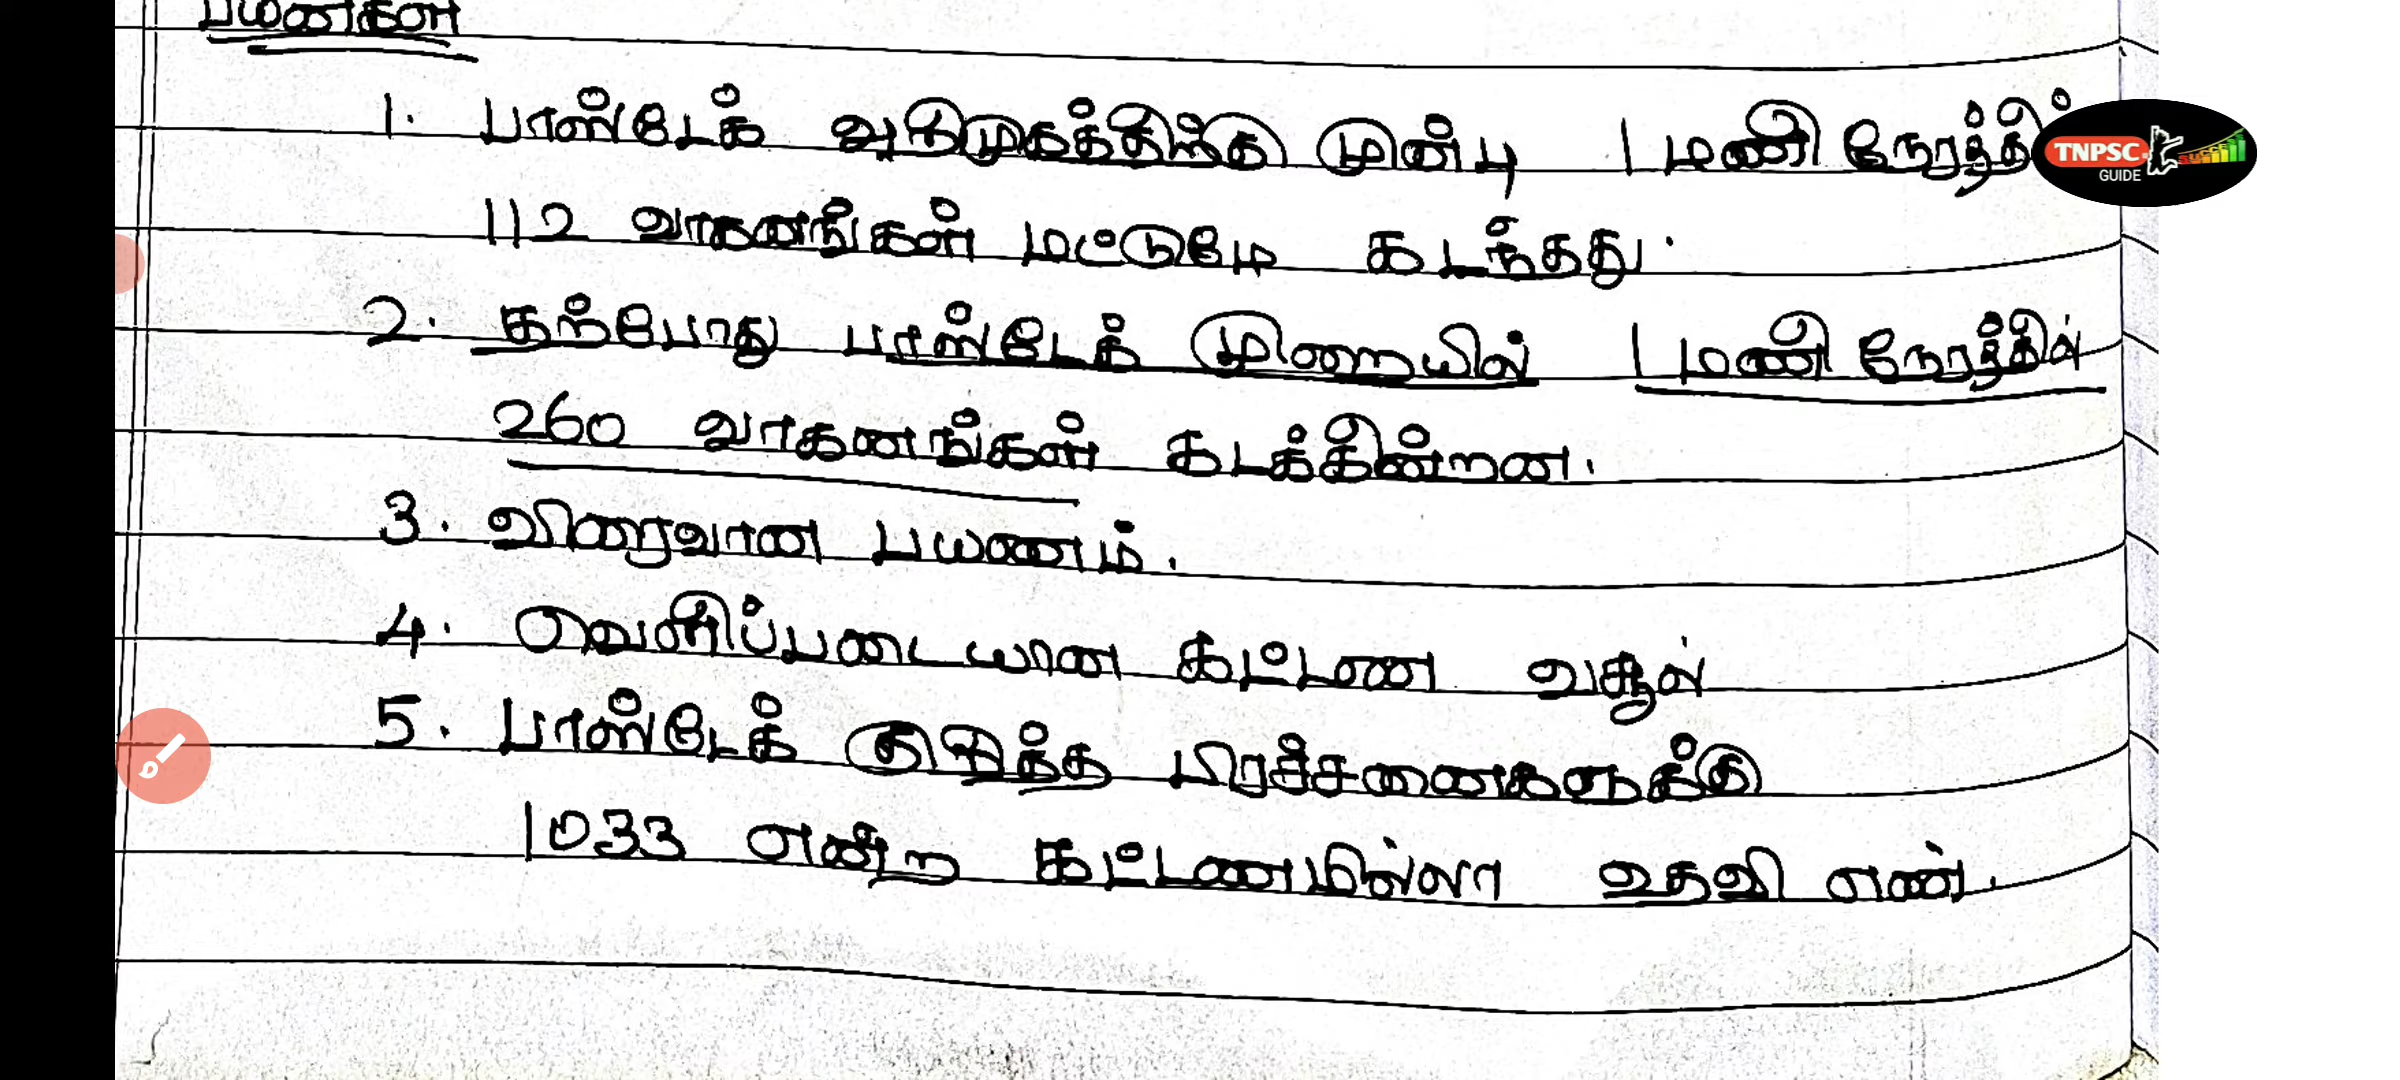 பயன்கள்
1. பாஸ்டேக் அறிமுகத்திற்கு முன்பு 1 மணி நேரத்தில்
112 வாகனங்கள் மட்டுமே கடந்தது.
2. தற்போது பாஸ்டேக் முறையில் 1 மணி நேரத்தில்
260 வாகனங்கள் கடக்கின்றன.
3. விரைவான பயணம்.
4. வெளிப்படையான கட்டண வசூல்
5. பாஸ்டேக் குறித்த பிரச்சனைகளுக்கு
1033 என்ற கட்டணமில்லா உதவி எண்.
TNPSC
SUCCESS
GUIDE